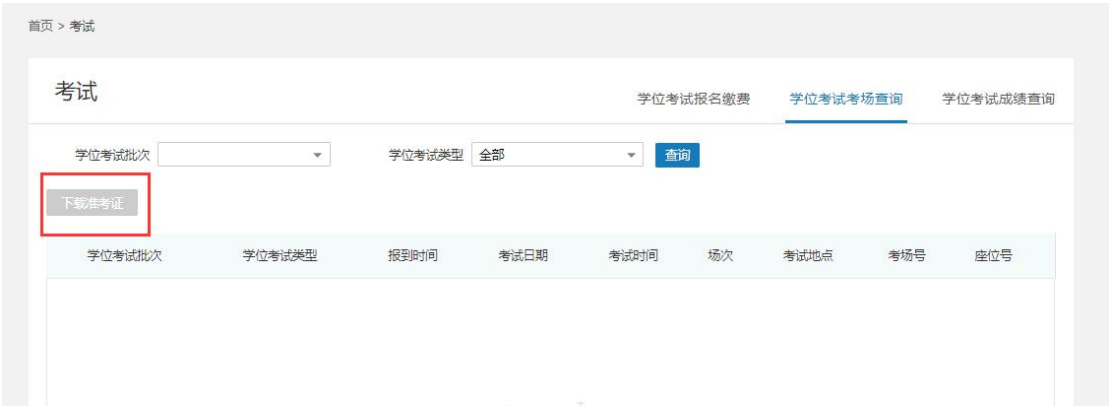 首页 > 考试
考试
学位考试报名缴费 学位考试考场查询 学位考试成绩查询
学位考试批次 学位考试类型 全部 查询
下载准考证
学位考试批次 学位考试类型 报到时间 考试日期 考试时间 场次 考试地点 考场号 座位号